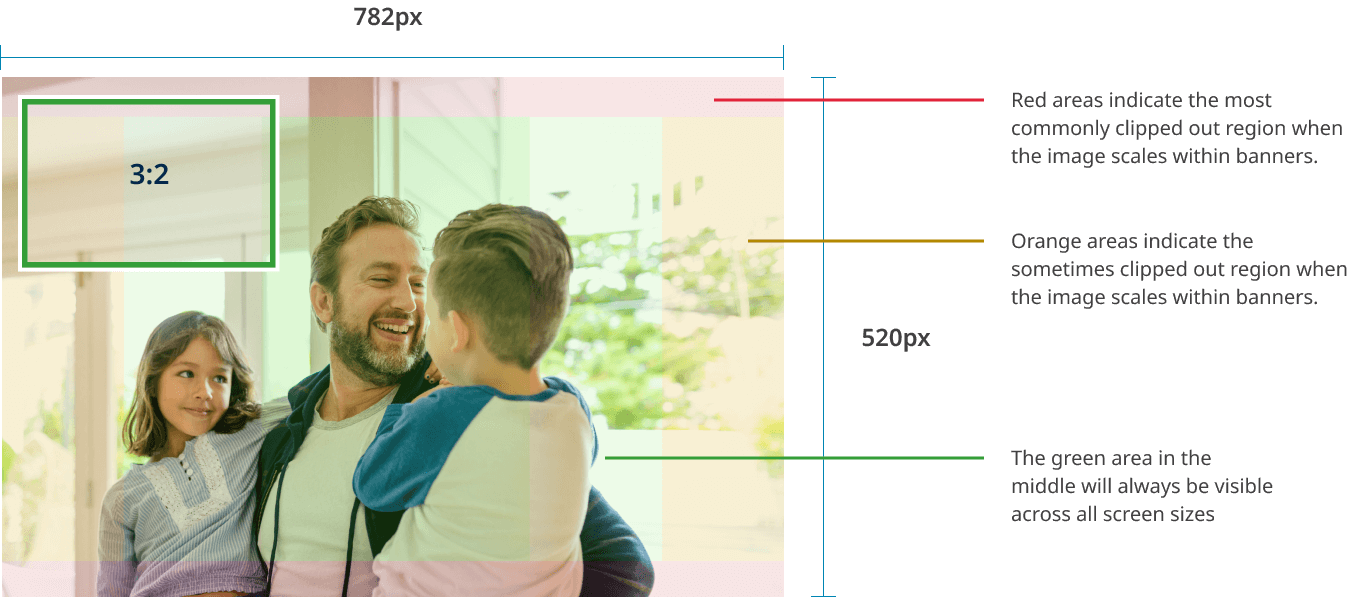 782px
3:2
Red areas indicate the most
commonly clipped out region when
the image scales within banners.
Orange areas indicate the
sometimes clipped out region when
the image scales within banners.
520px
The green area in the
middle will always be visible
across all screen sizes